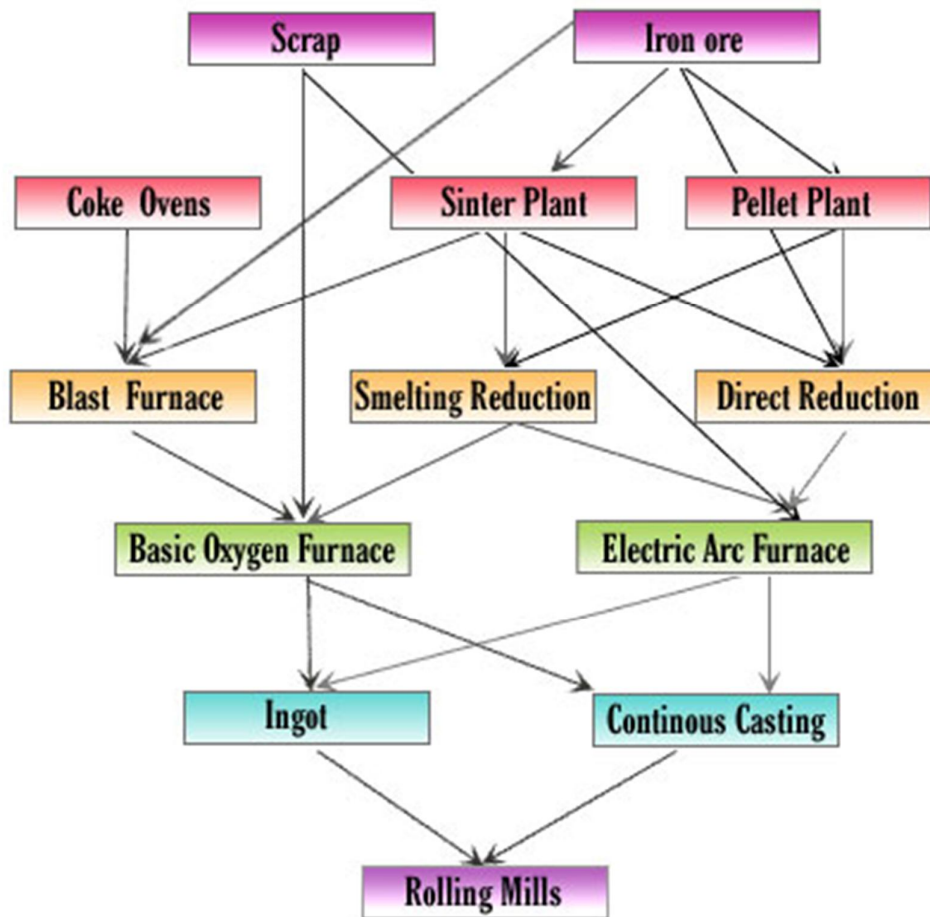 Scrap
Iron ore
Coke Ovens
Sinter Plant
Pellet Plant
Blast Furnace
Smelting Reduction
Direct Reduction
Basic Oxygen Furnace
Electric Arc Furnace
Ingot
Continous Casting
Rolling Mills